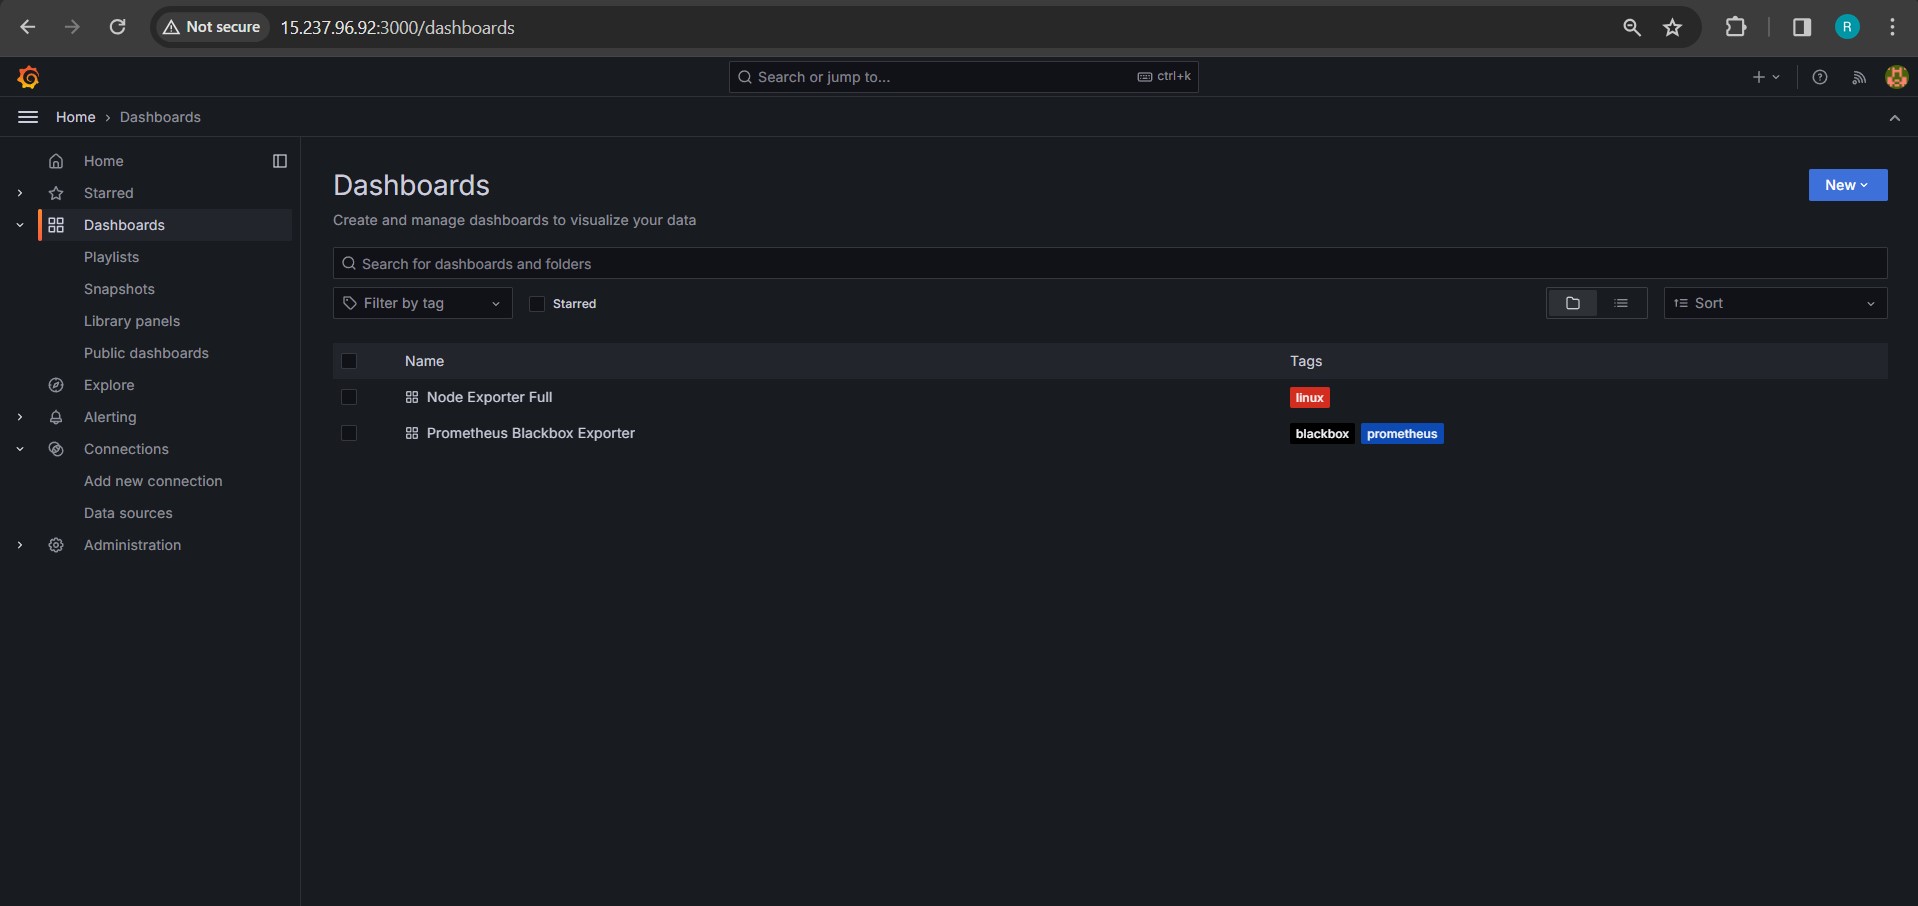 Not secure 15.237.96.92:3000/dashboards R
Search or jump to... ctrl+k
Home › Dashboards
Home
Starred
Dashboards
Playlists
Snapshots
Library panels
Public dashboards
Explore
Alerting
Connections
Add new connection
Data sources
Administration
Dashboards
New
Create and manage dashboards to visualize your data
Search for dashboards and folders
Filter by tag Starred Sort
Name Tags
Node Exporter Full linux
Prometheus Blackbox Exporter blackbox prometheus